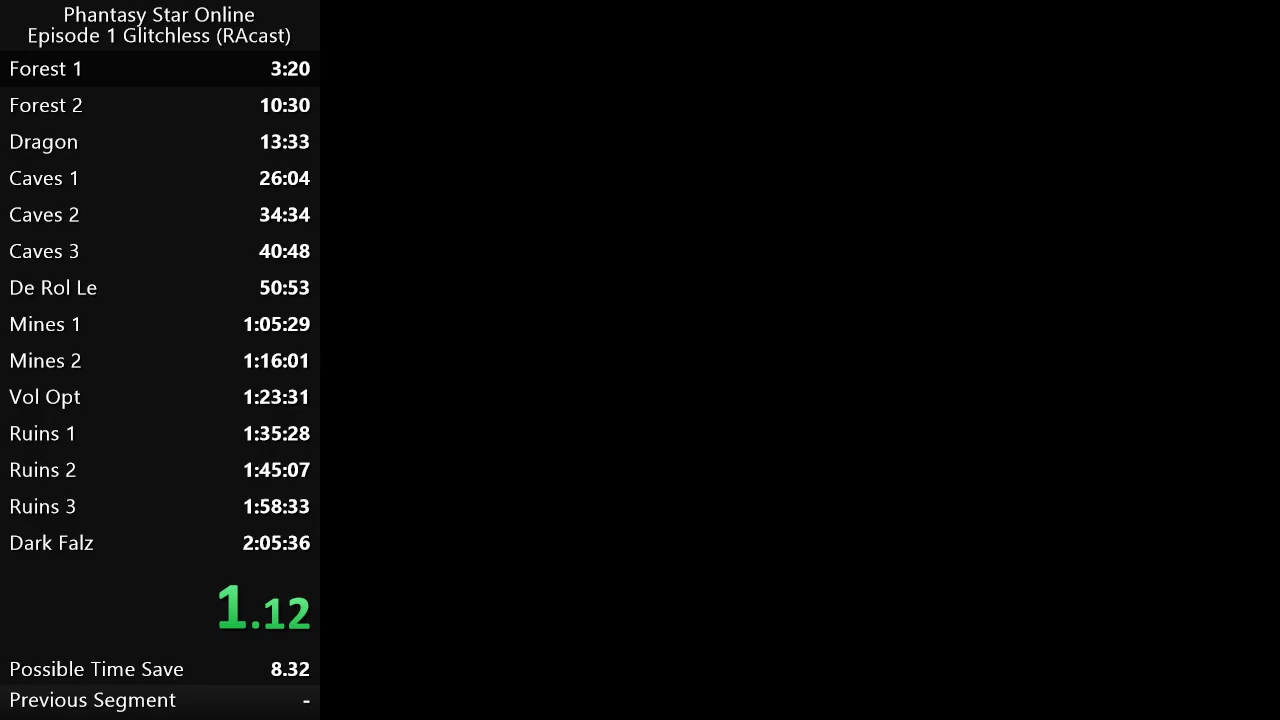 Phantasy Star Online
Episode 1 Glitchless (RAcast)
Forest 1 3:20
Forest 2 10:30
Dragon 13:33
Caves 1 26:04
Caves 2 34:34
Caves 3 40:48
De Rol Le 50:53
Mines 1 1:05:29
Mines 2 1:16:01
Vol Opt 1:23:31
Ruins 1 1:35:28
Ruins 2 1:45:07
Ruins 3 1:58:33
Dark Falz 2:05:36
1.12
Possible Time Save 8.32
Previous Segment -